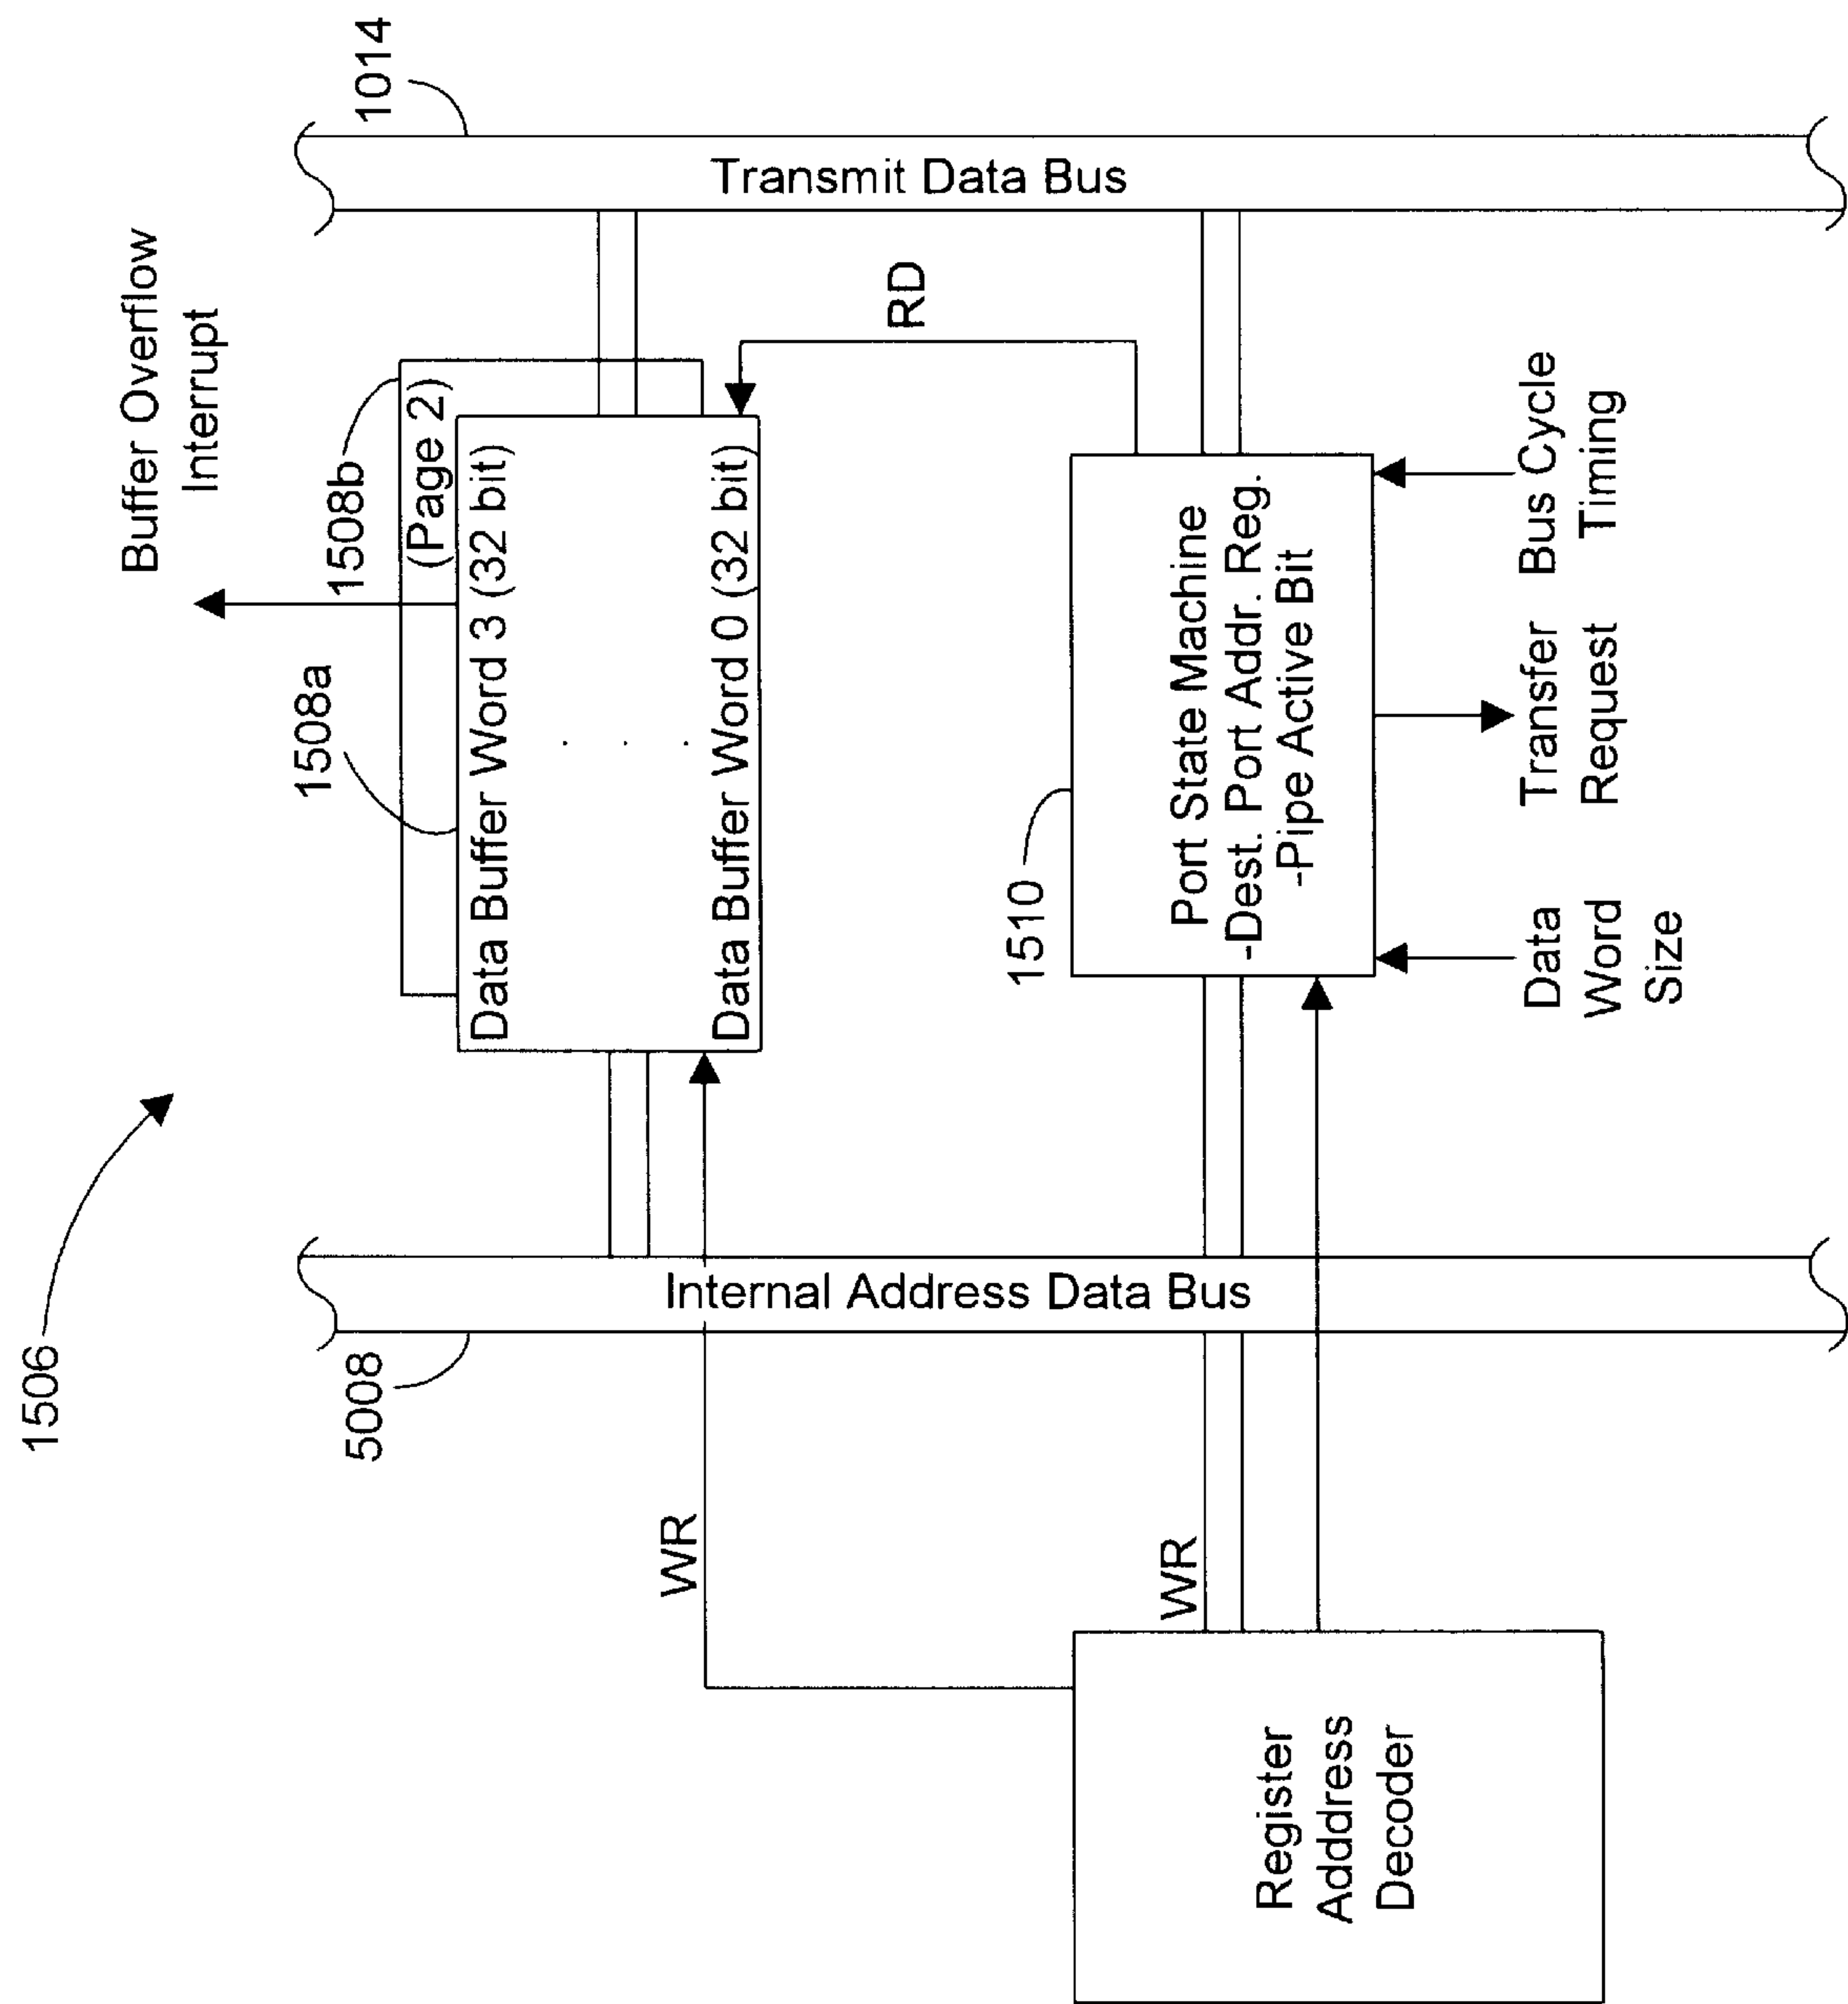 1506
Buffer Overflow
Interrupt
1508a
1508b
(Page 2)
Data Buffer Word 3 (32 bit)
. . .
Data Buffer Word 0 (32 bit)
5008
1014
Internal Address Data Bus
Transmit Data Bus
WR
RD
1510
WR
Port State Machine
-Dest. Port Addr. Reg.
-Pipe Active Bit
Register
Adddress
Decoder
Data
Word
Size
Transfer
Request
Bus Cycle
Timing